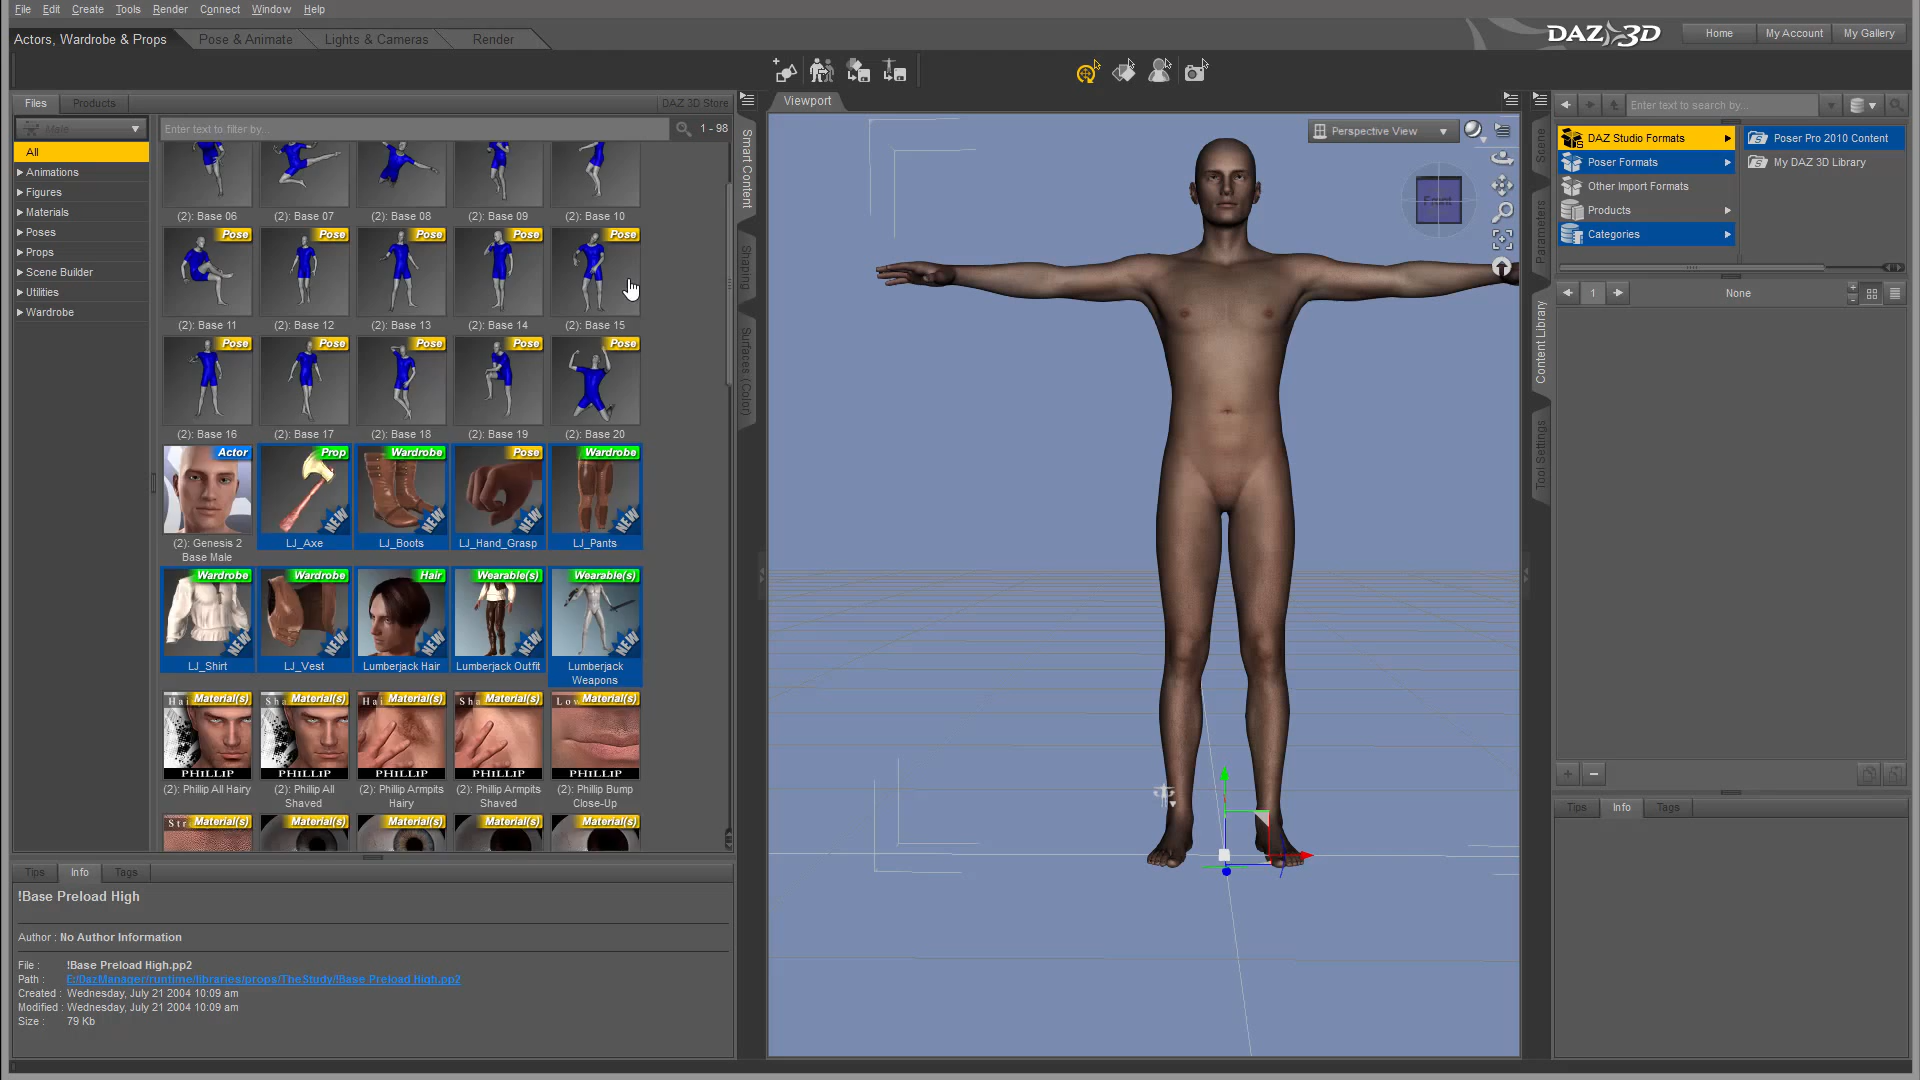 File Edit Create Tools Render Connect Window Help
Actors, Wardrobe & Props Pose & Animate Lights & Cameras Render
DAZ 3D Home My Account My Gallery
Files Products DAZ 3D Store
Viewport
Enter text to search by...
Male
Enter text to filter by...
1 - 98
All
Animations
Figures
Materials
Poses
Props
Scene Builder
Utilities
Wardrobe
(2): Base 06 (2): Base 07 (2): Base 08 (2): Base 09 (2): Base 10
Pose Pose Pose Pose Pose
(2): Base 11 (2): Base 12 (2): Base 13 (2): Base 14 (2): Base 15
Pose Pose Pose Pose Pose
(2): Base 16 (2): Base 17 (2): Base 18 (2): Base 19 (2): Base 20
Actor Prop Wardrobe Pose Wardrobe
NEW NEW NEW NEW
(2): Genesis 2 LJ_Axe LJ_Boots LJ_Hand_Grasp LJ_Pants
Base Male
Wardrobe Wardrobe Hair Wearable(s) Wearable(s)
NEW NEW NEW NEW NEW
LJ_Shirt LJ_Vest Lumberjack Hair Lumberjack Outfit Lumberjack
Weapons
Material(s) Material(s) Material(s) Material(s) Material(s)
Hai Sha Hai Sha Low
PHILLIP PHILLIP PHILLIP PHILLIP PHILLIP
(2): Phillip All Hairy (2): Phillip All (2): Phillip Armpits (2): Phillip Armpits (2): Phillip Bump
Shaved Hairy Shaved Close-Up
Material(s) Material(s) Material(s) Material(s) Material(s)
Str
Smart Content
Shaping
Surfaces (Color)
Perspective View
Front
Scene
Parameters
Content Library
Tool Settings
DAZ Studio Formats
Poser Formats
Other Import Formats
Products
Categories
Poser Pro 2010 Content
My DAZ 3D Library
1
None
Tips Info Tags
Tips Info Tags
!Base Preload High
Author : No Author Information
File : !Base Preload High.pp2
Path : E:/DazManager/runtime/libraries/props/!TheStudy/!Base Preload High.pp2
Created : Wednesday, July 21 2004 10:09 am
Modified : Wednesday, July 21 2004 10:09 am
Size : 79 Kb